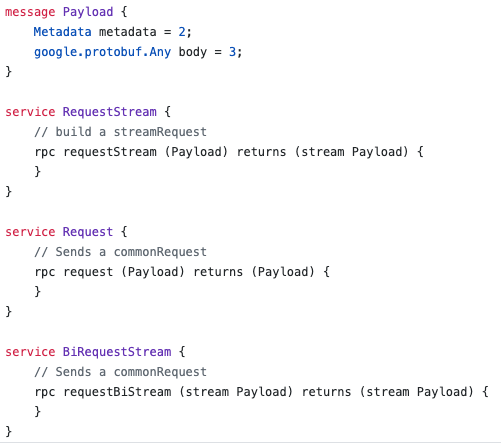 message Payload {
    Metadata metadata = 2;
    google.protobuf.Any body = 3;
}

service RequestStream {
    // build a streamRequest
    rpc requestStream (Payload) returns (stream Payload) {
    }
}

service Request {
    // Sends a commonRequest
    rpc request (Payload) returns (Payload) {
    }
}

service BiRequestStream {
    // Sends a commonRequest
    rpc requestBiStream (stream Payload) returns (stream Payload) {
    }
}